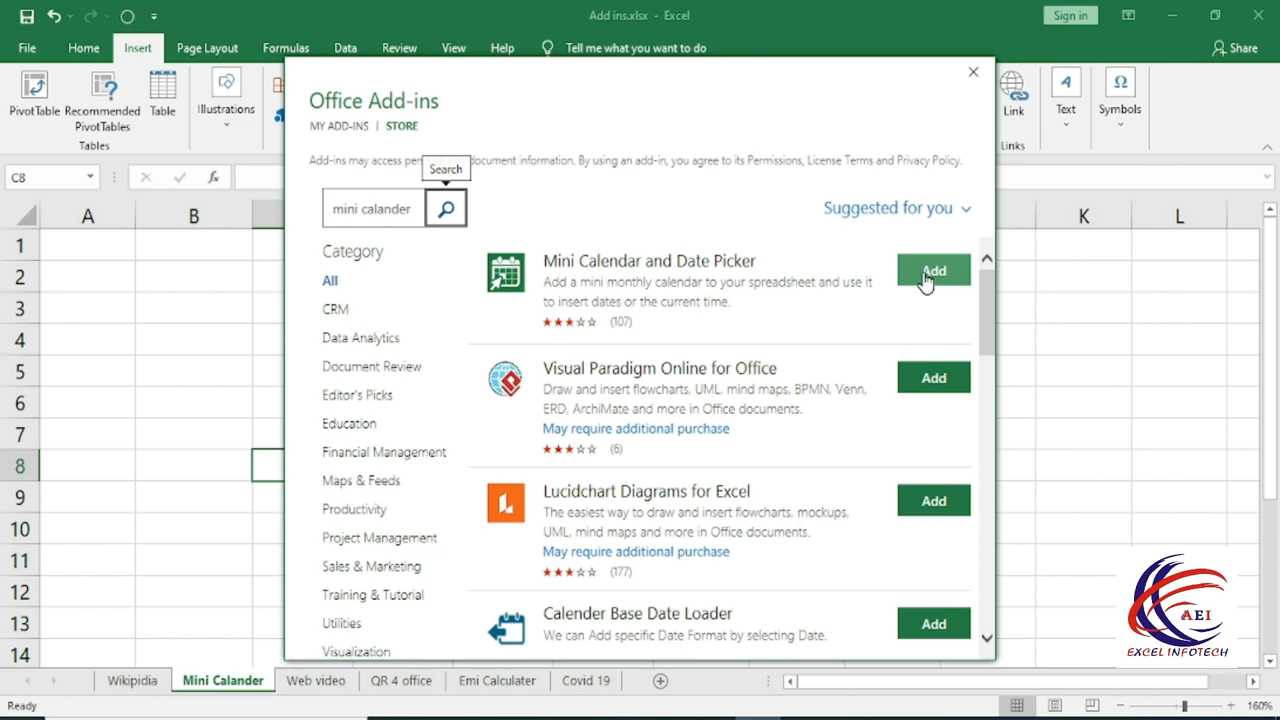 Add ins.xlsx - Excel
Sign in
File Home Insert Page Layout Formulas Data Review View Help Tell me what you want to do Share
PivotTable Recommended PivotTables Table Illustrations Link Text Symbols
Tables Links
Office Add-ins
MY ADD-INS | STORE
Add-ins may access document information. By using an add-in, you agree to its Permissions, License Terms and Privacy Policy.
Search
C8
mini calander
Suggested for you
A B K L
1
2
3
4
5
6
7
8
9
10
11
12
13
14
Category
All
CRM
Data Analytics
Document Review
Editor's Picks
Education
Financial Management
Maps & Feeds
Productivity
Project Management
Sales & Marketing
Training & Tutorial
Utilities
Visualization
Mini Calendar and Date Picker
Add a mini monthly calendar to your spreadsheet and use it
to insert dates or the current time.
(107)
Add
Visual Paradigm Online for Office
Draw and insert flowcharts, UML, mind maps, BPMN, Venn,
ERD, ArchiMate and more in Office documents.
May require additional purchase
(6)
Add
Lucidchart Diagrams for Excel
The easiest way to draw and insert flowcharts, mockups,
UML, mind maps and more in Office documents.
May require additional purchase
(177)
Add
Calender Base Date Loader
We can Add specific Date Format by selecting Date.
Add
AEI
EXCEL INFOTECH
Wikipidia Mini Calander Web video QR 4 office Emi Calculater Covid 19
Ready
160%